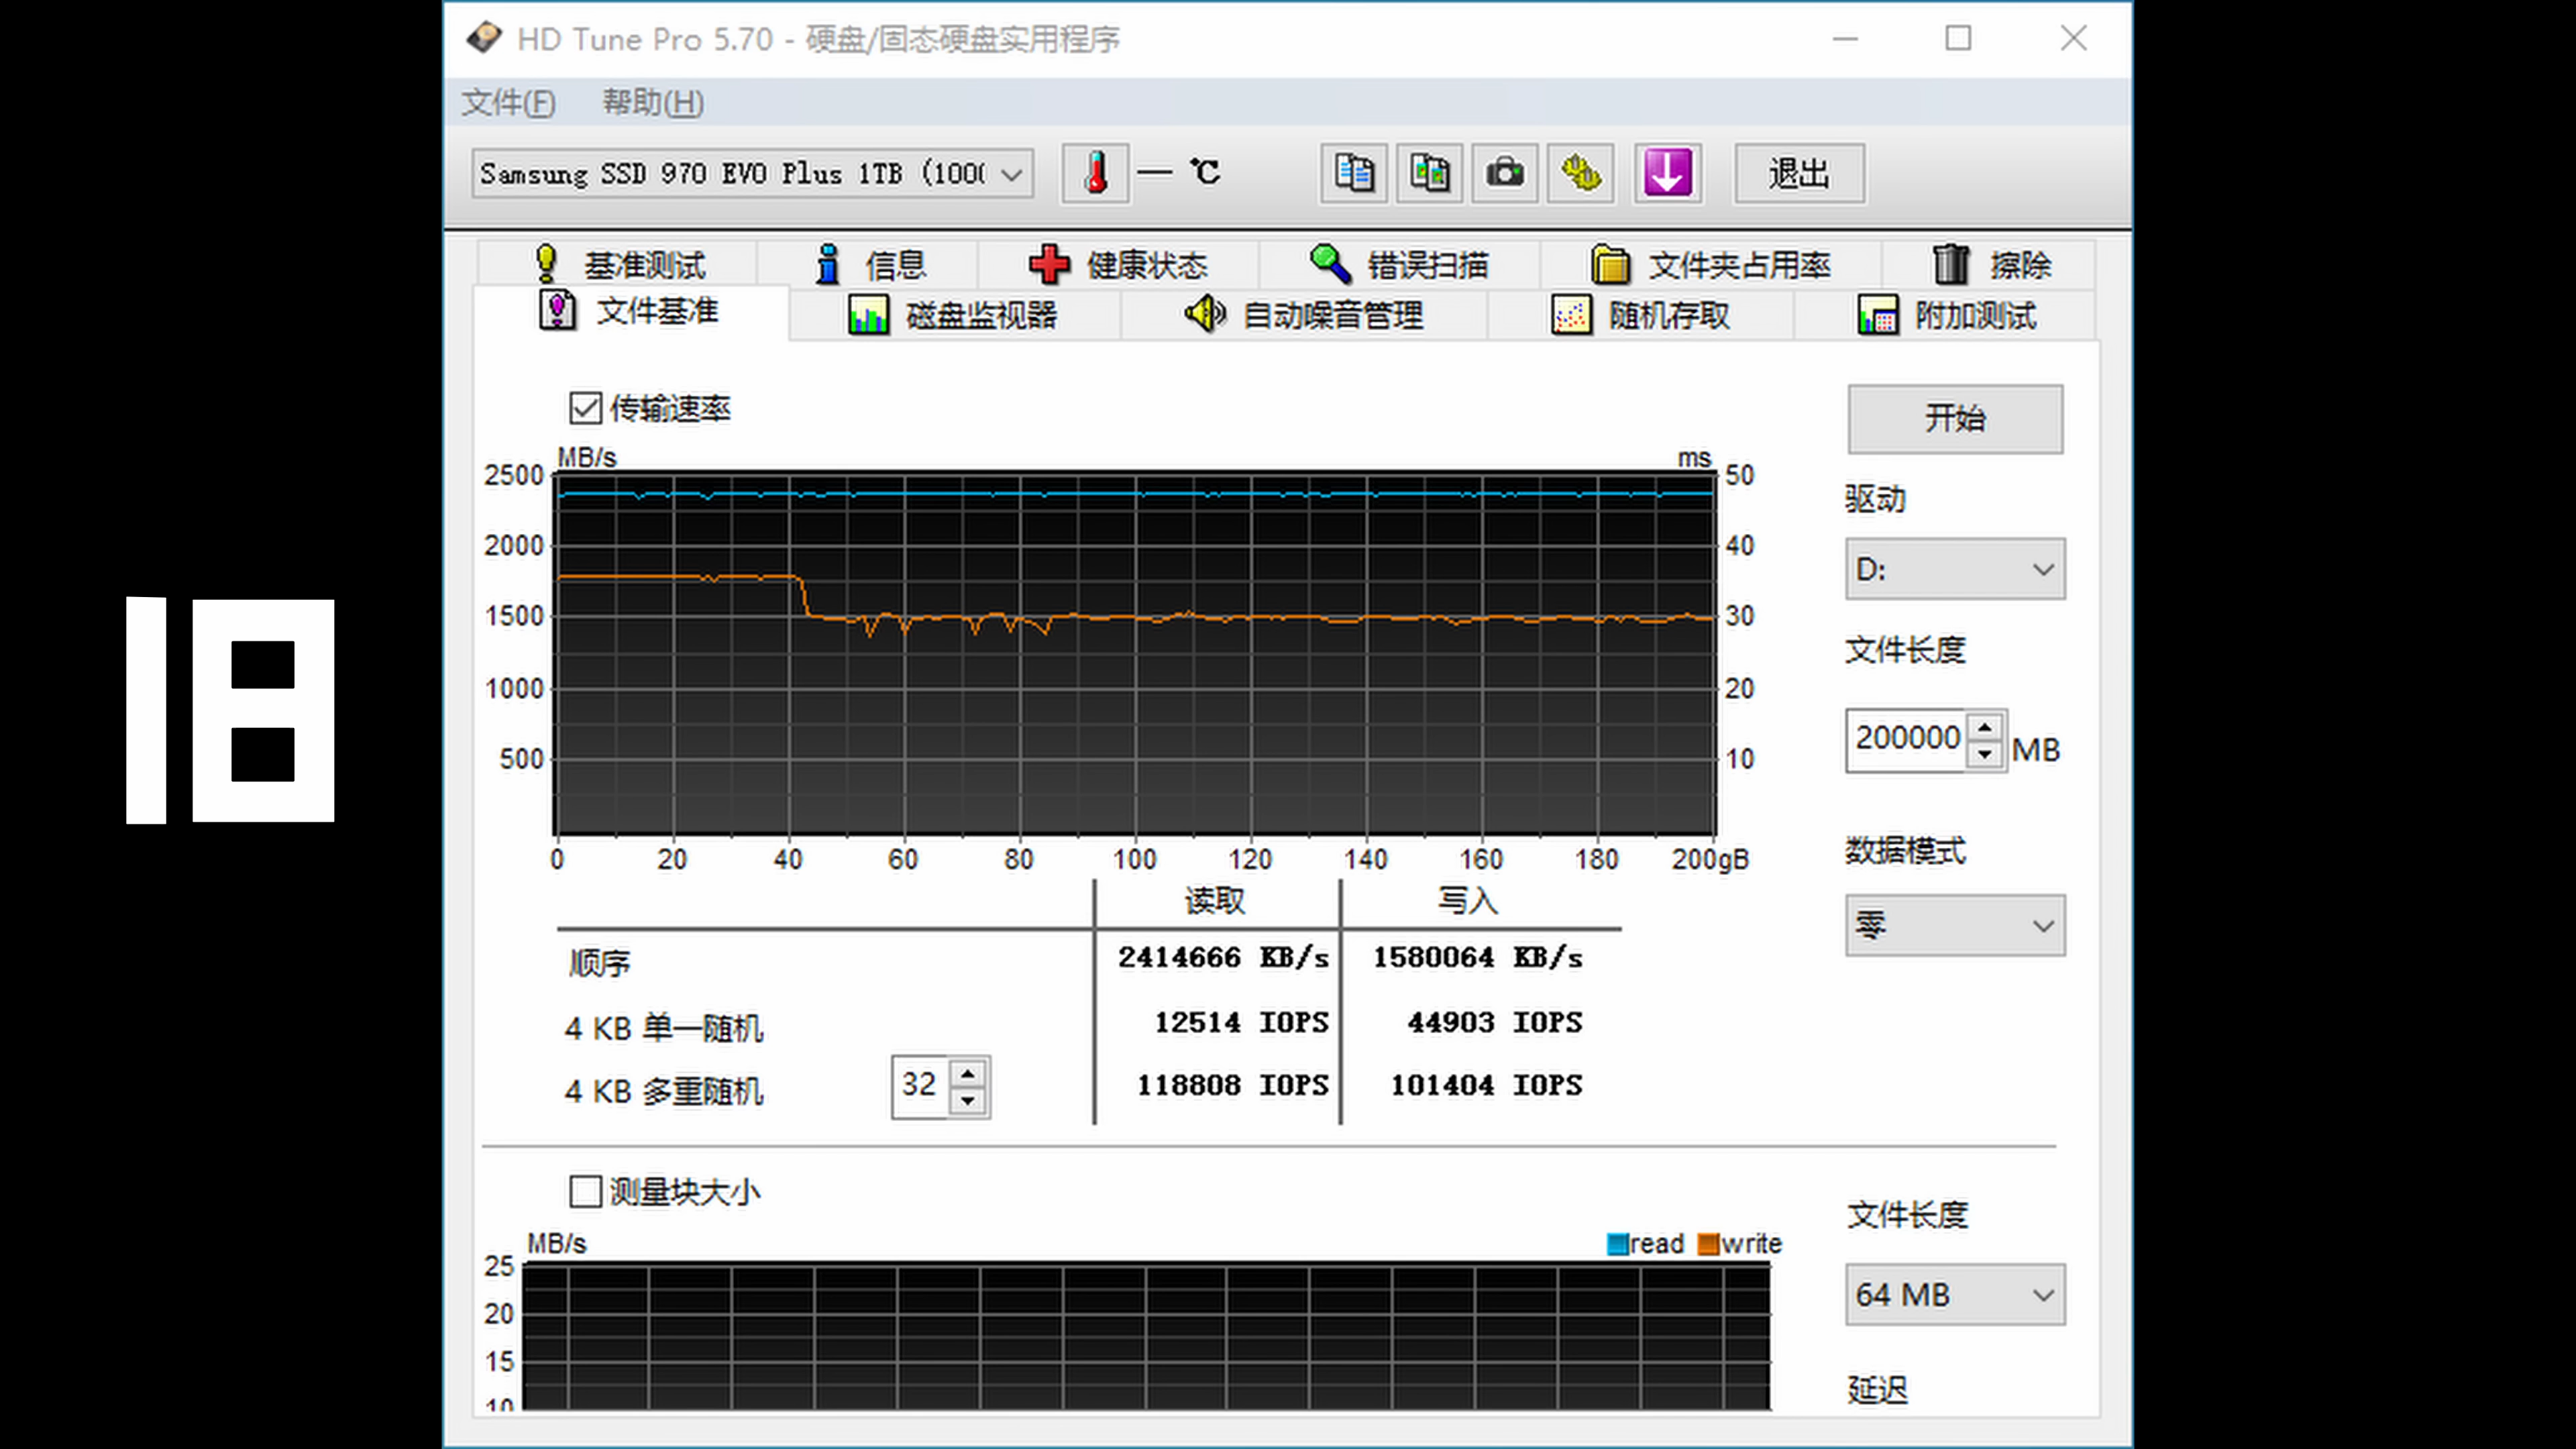 18
HD Tune Pro 5.70 - 硬盘/固态硬盘实用程序
文件(F) 帮助(H)
Samsung SSD 970 EVO Plus 1TB (100( — ℃ 退出
基准测试 信息 健康状态 错误扫描 文件夹占用率 擦除
文件基准 磁盘监视器 自动噪音管理 随机存取 附加测试
传输速率
开始
MB/s ms
2500 50
2000 40
1500 30
1000 20
500 10
0 20 40 60 80 100 120 140 160 180 200gB
驱动
D:
文件长度
200000 MB
数据模式
零
读取 写入
顺序 2414666 KB/s 1580064 KB/s
4 KB 单一随机 12514 IOPS 44903 IOPS
4 KB 多重随机 32 118808 IOPS 101404 IOPS
测量块大小
MB/s read write
25
20
15
10
文件长度
64 MB
延迟